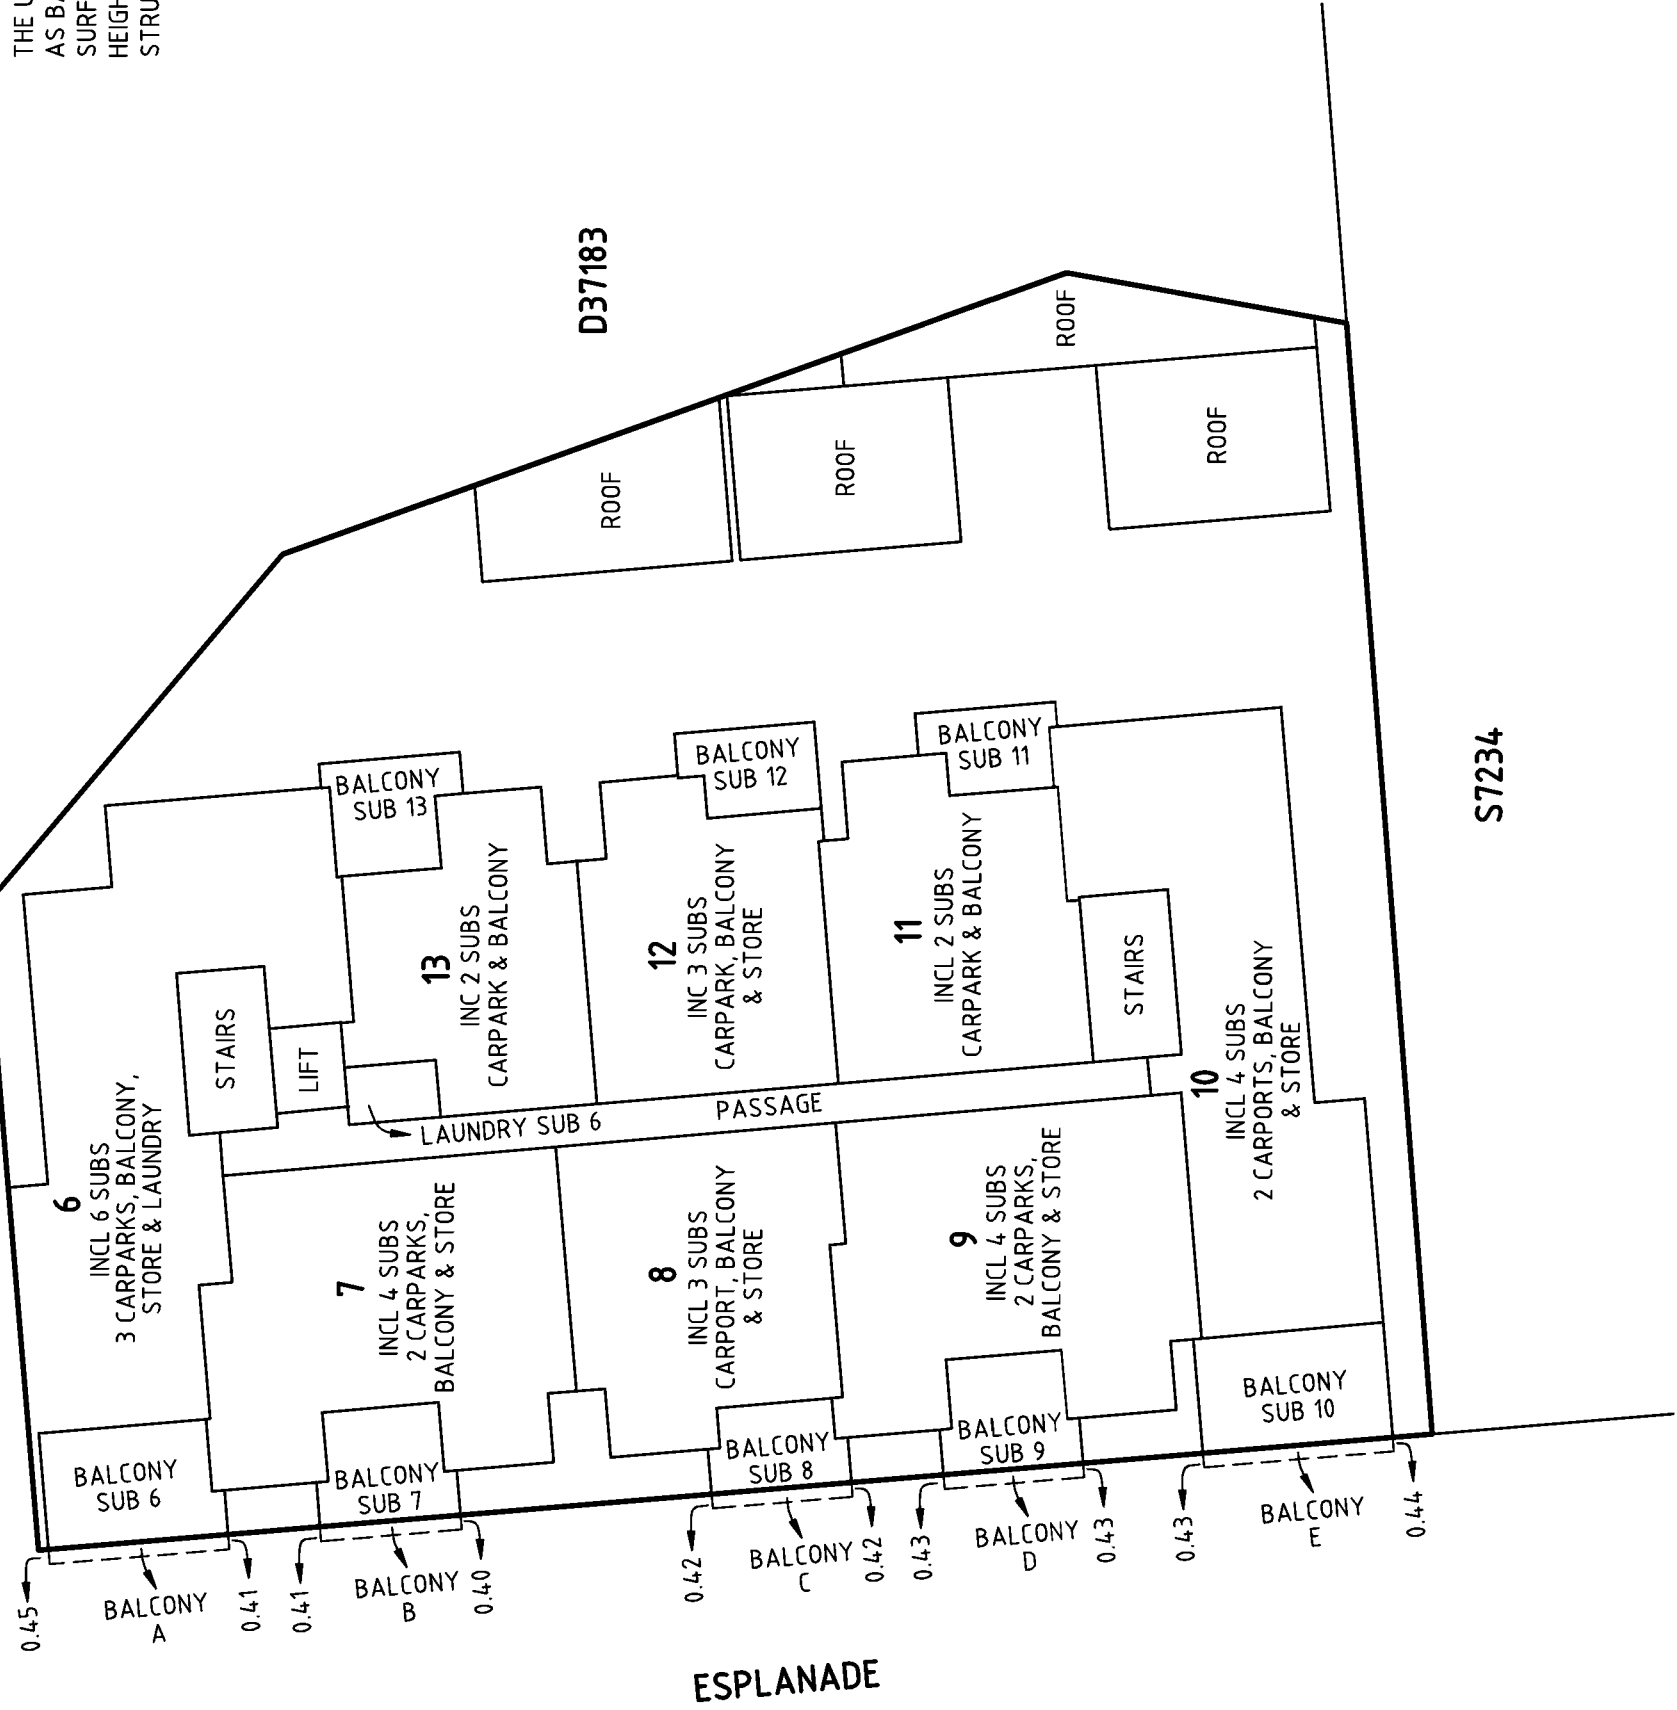 THE U
AS BA
SURF
HEIGH
STRU
D37183
ROOF
ROOF
ROOF
ROOF
S7234
BALCONY
SUB 13
BALCONY
SUB 12
BALCONY
SUB 11
13
INC 2 SUBS
CARPARK & BALCONY
12
INC 3 SUBS
CARPARK, BALCONY
& STORE
11
INCL 2 SUBS
CARPARK & BALCONY
STAIRS
LIFT
STAIRS
LAUNDRY SUB 6
PASSAGE
6
INCL 6 SUBS
3 CARPARKS, BALCONY,
STORE & LAUNDRY
7
INCL 4 SUBS
2 CARPARKS,
BALCONY & STORE
8
INCL 3 SUBS
CARPORT, BALCONY
& STORE
9
INCL 4 SUBS
2 CARPARKS,
BALCONY & STORE
10
INCL 4 SUBS
2 CARPORTS, BALCONY
& STORE
BALCONY
SUB 6
BALCONY
SUB 7
BALCONY
SUB 8
BALCONY
SUB 9
BALCONY
SUB 10
0.45
BALCONY
A
0.41
0.41
BALCONY
B
0.40
0.42
BALCONY
C
0.42
0.43
BALCONY
D
0.43
0.43
BALCONY
E
0.44
ESPLANADE